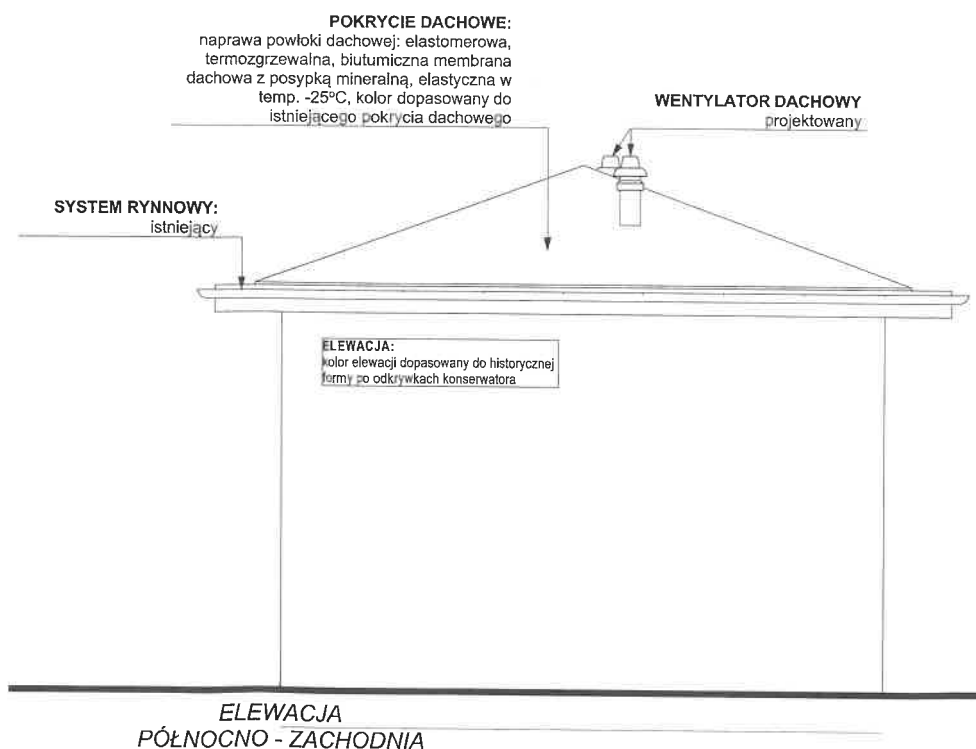 POKRYCIE DACHOWE:
naprawa powłoki dachowej: elastomerowa,
termozgrzewalna, biutumiczna membrana
dachowa z posypką mineralną, elastyczna w
temp. -25ºC, kolor dopasowany do
istniejącego pokrycia dachowego
WENTYLATOR DACHOWY
projektowany
SYSTEM RYNNOWY:
istniejący
ELEWACJA:
kolor elewacji dopasowany do historycznej
formy po odkrywkach konserwatora
ELEWACJA
PÓŁNOCNO - ZACHODNIA